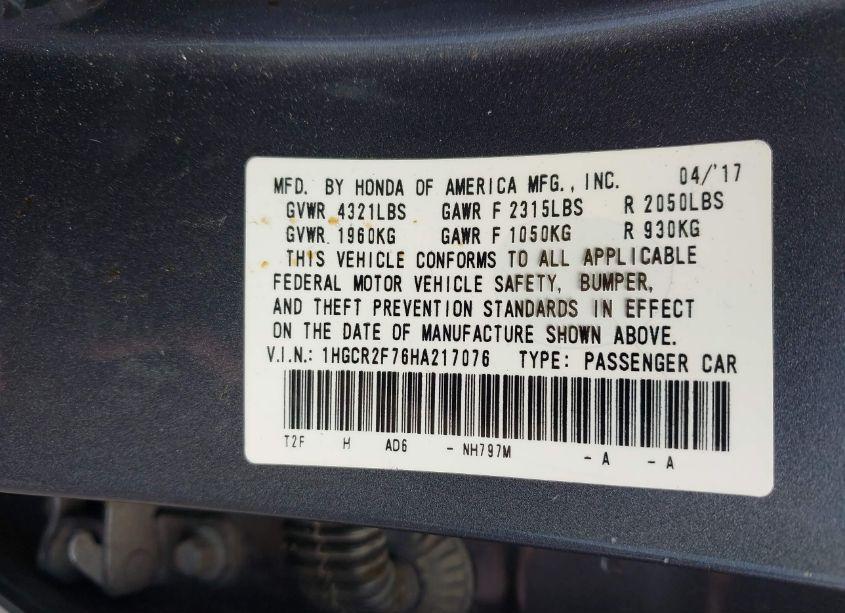 MFD. BY HONDA OF AMERICA MFG., INC. 04/'17
GVWR 4321LBS GAWR F 2315LBS R 2050LBS
GVWR 1960KG GAWR F 1050KG R 930KG
THIS VEHICLE CONFORMS TO ALL APPLICABLE
FEDERAL MOTOR VEHICLE SAFETY, BUMPER,
AND THEFT PREVENTION STANDARDS IN EFFECT
ON THE DATE OF MANUFACTURE SHOWN ABOVE.
V.I.N.: 1HGCR2F76HA217076 TYPE: PASSENGER CAR
T2F H AD6 - NH797M - A - A